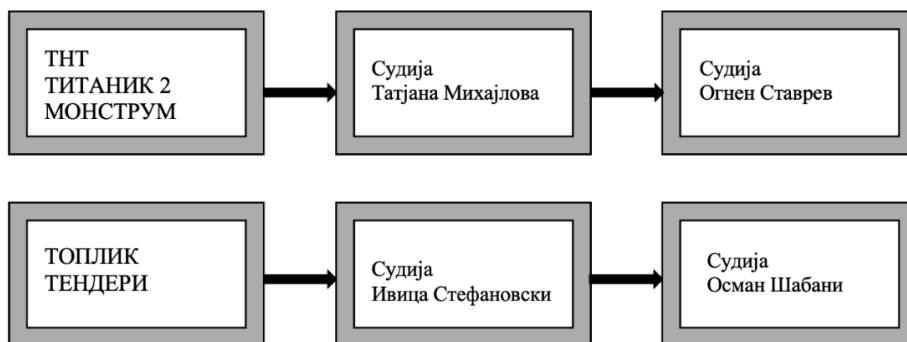 ТНТ
ТИТАНИК 2
МОНСТРУМ
Судија
Татјана Михајлова
Судија
Огнен Ставрев
ТОПЛИК
ТЕНДЕРИ
Судија
Ивица Стефановски
Судија
Осман Шабани